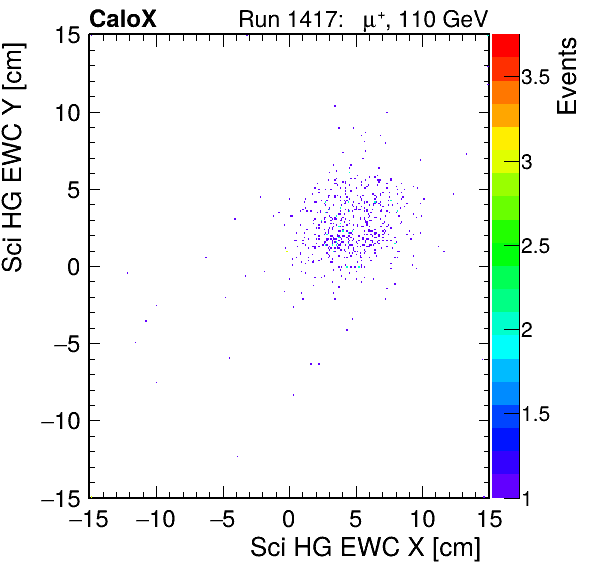 CaloX Run 1417: μ⁺, 110 GeV
Sci HG EWC Y [cm]
15
10
5
0
−5
−10
−15
−15 −10 −5 0 5 10 15
Sci HG EWC X [cm]
Events
3.5
3
2.5
2
1.5
1